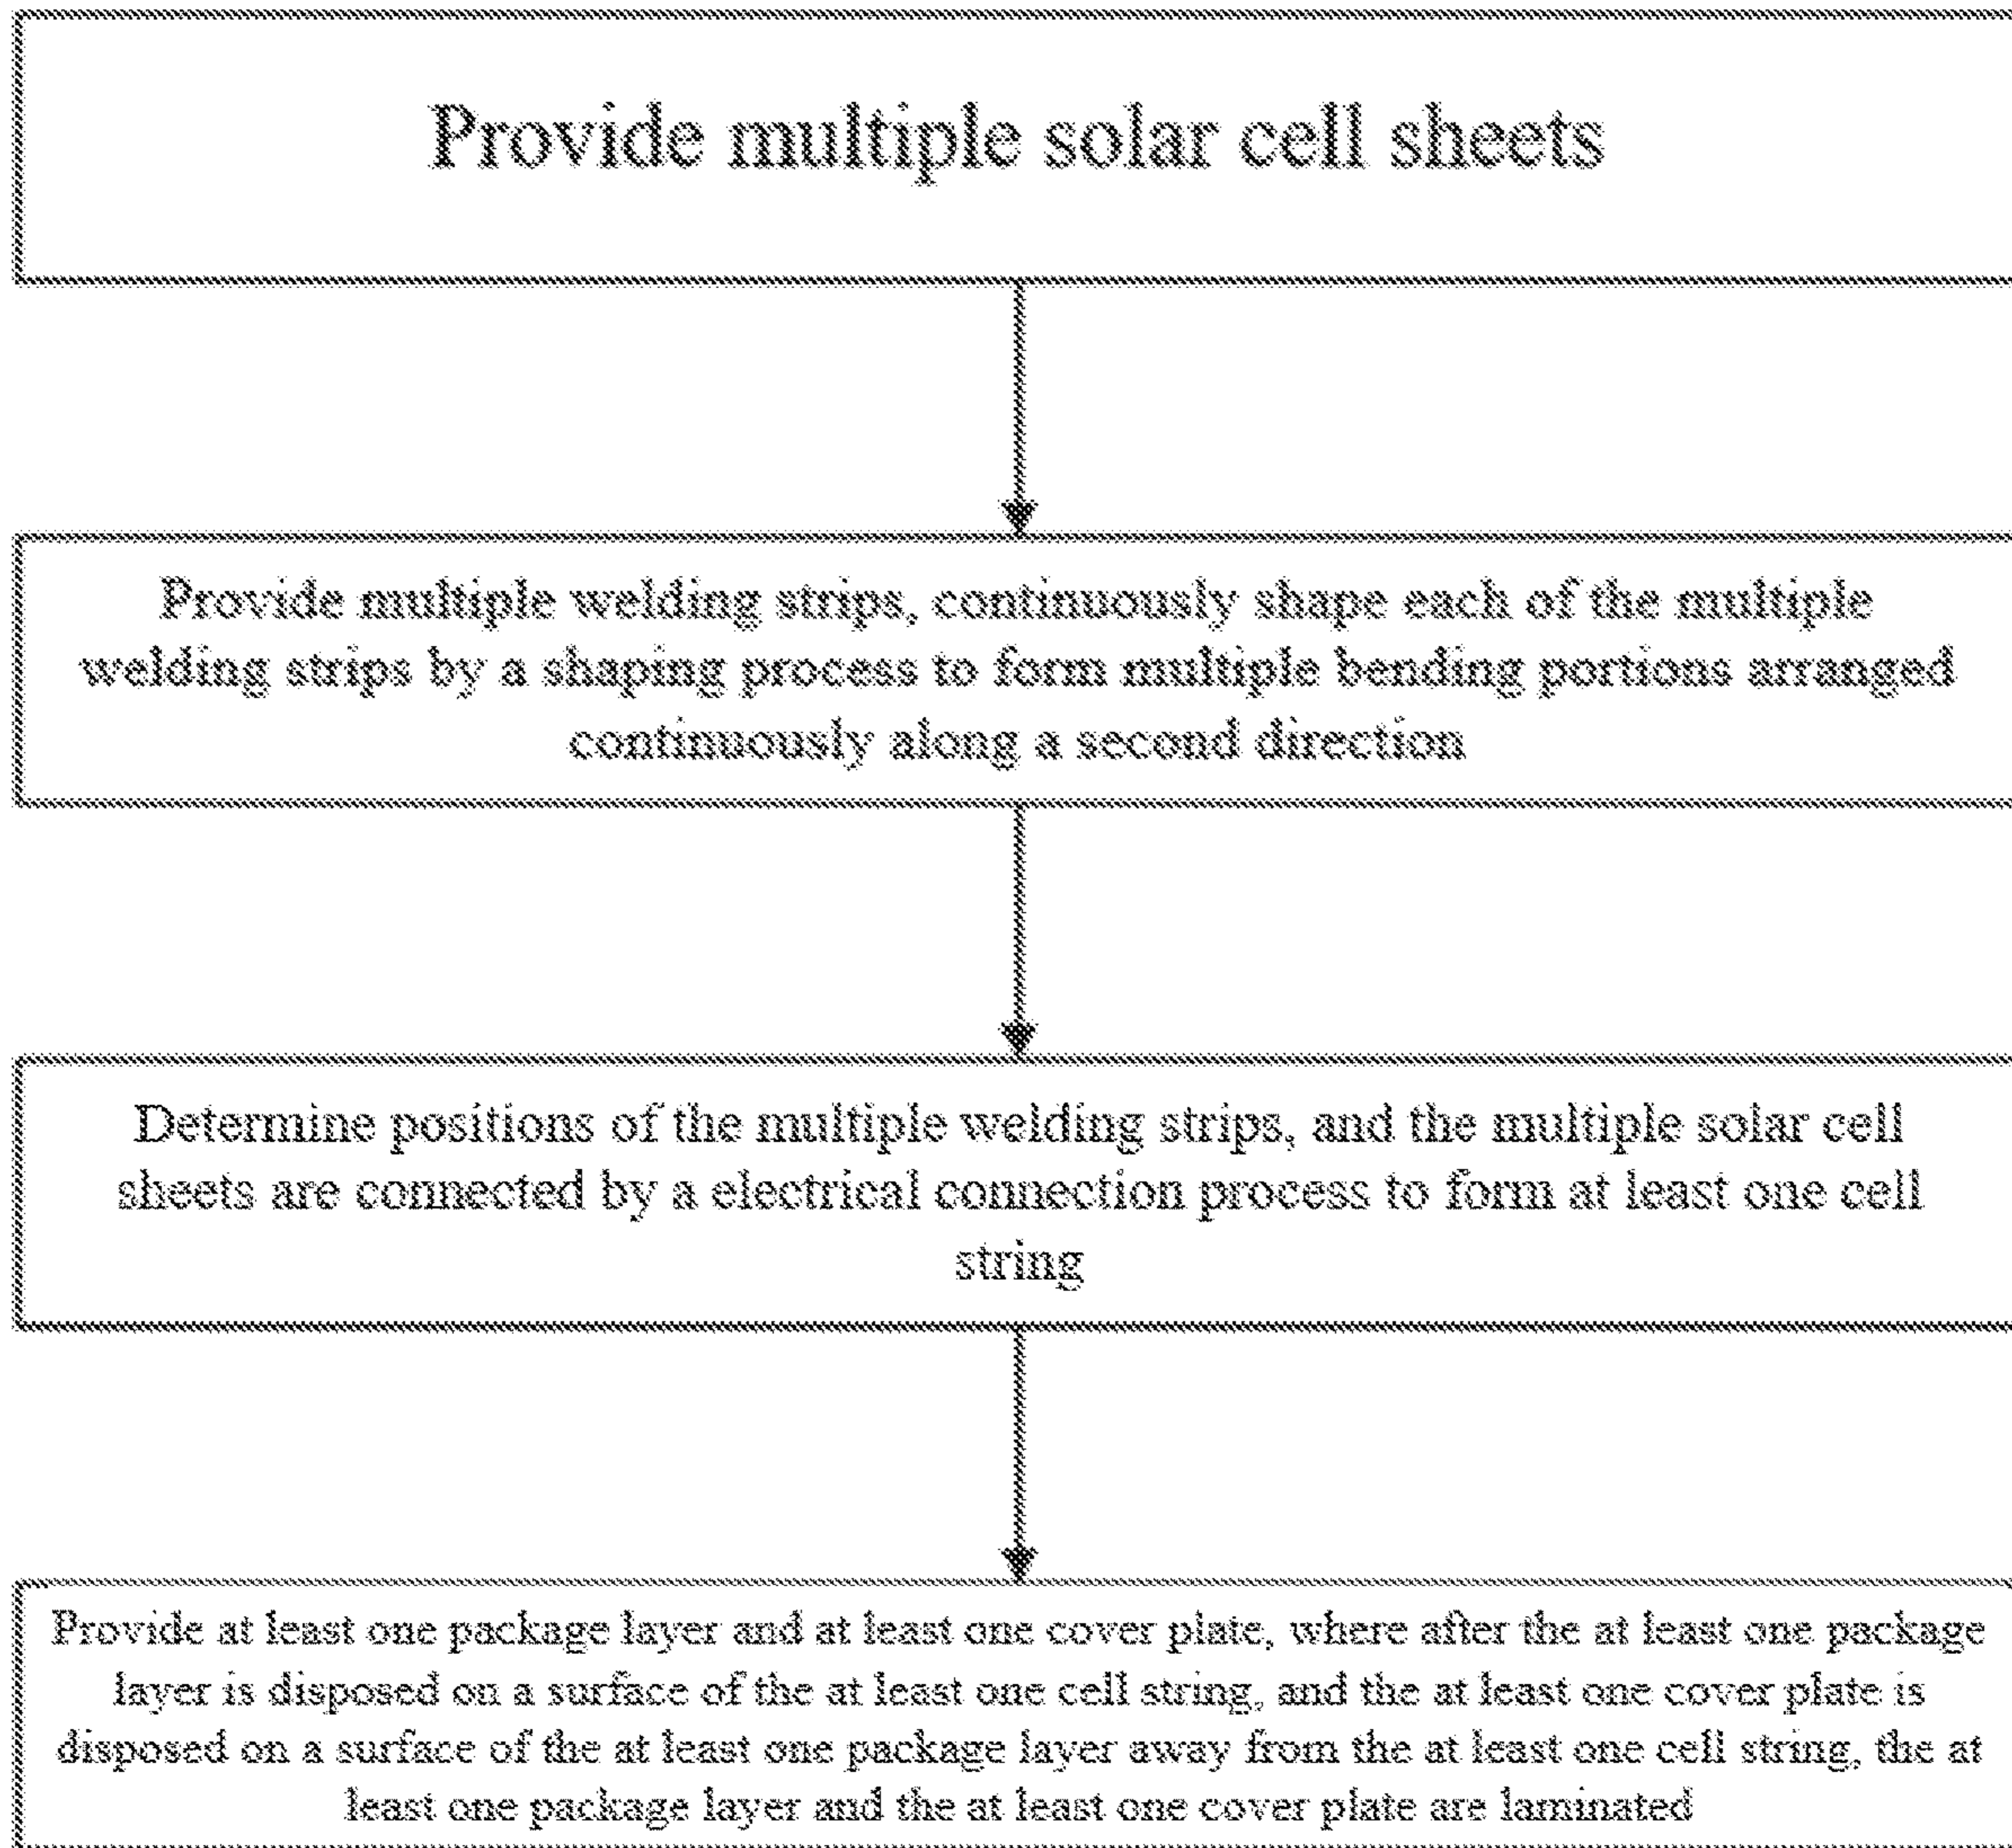 Provide multiple solar cell sheets
Provide multiple welding strips, continuously shape each of the multiple
welding strips by a shaping process to form multiple bending portions arranged
continuously along a second direction
Determine positions of the multiple welding strips, and the multiple solar cell
sheets are connected by a electrical connection process to form at least one cell
string
Provide at least one package layer and at least one cover plate, where after the at least one package
layer is disposed on a surface of the at least one cell string, and the at least one cover plate is
disposed on a surface of the at least one package layer away from the at least one cell string, the at
least one package layer and the at least one cover plate are laminated